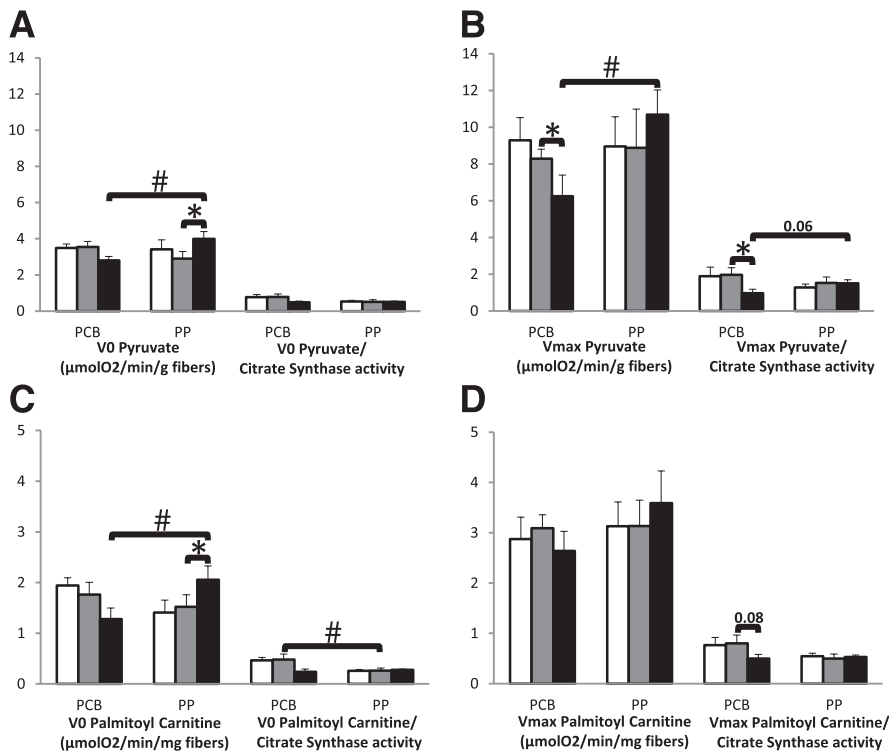 A
14
12
10
8
6
4
2
0
#
*
PCB PP PCB PP
V0 Pyruvate V0 Pyruvate/
(µmolO2/min/g fibers) Citrate Synthase activity
B
14
12
10
8
6
4
2
0
#
*
*
0.06
PCB PP PCB PP
Vmax Pyruvate Vmax Pyruvate/
(µmolO2/min/g fibers) Citrate Synthase activity
C
5
4
3
2
1
0
#
*
#
PCB PP PCB PP
V0 Palmitoyl Carnitine V0 Palmitoyl Carnitine/
(µmolO2/min/mg fibers) Citrate Synthase activity
D
5
4
3
2
1
0
0.08
PCB PP PCB PP
Vmax Palmitoyl Carnitine Vmax Palmitoyl Carnitine/
(µmolO2/min/mg fibers) Citrate Synthase activity